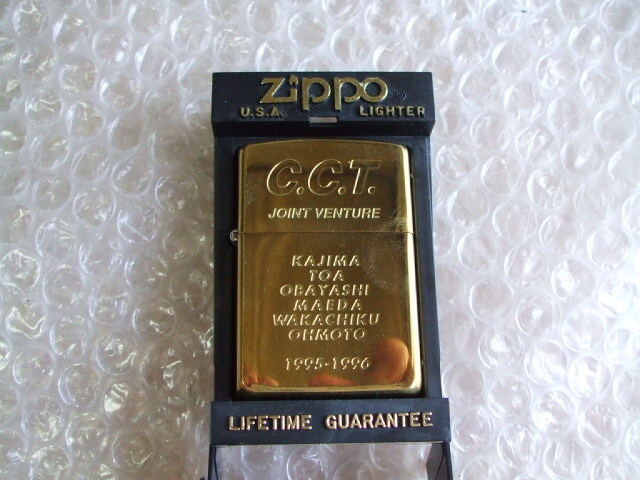 Zippo®
U.S.A. LIGHTER
C.C.T.
JOINT VENTURE
KAJIMA
TOA
OBAYASHI
MAEDA
WAKACHIKU
OHMOTO
1995-1996
LIFETIME GUARANTEE